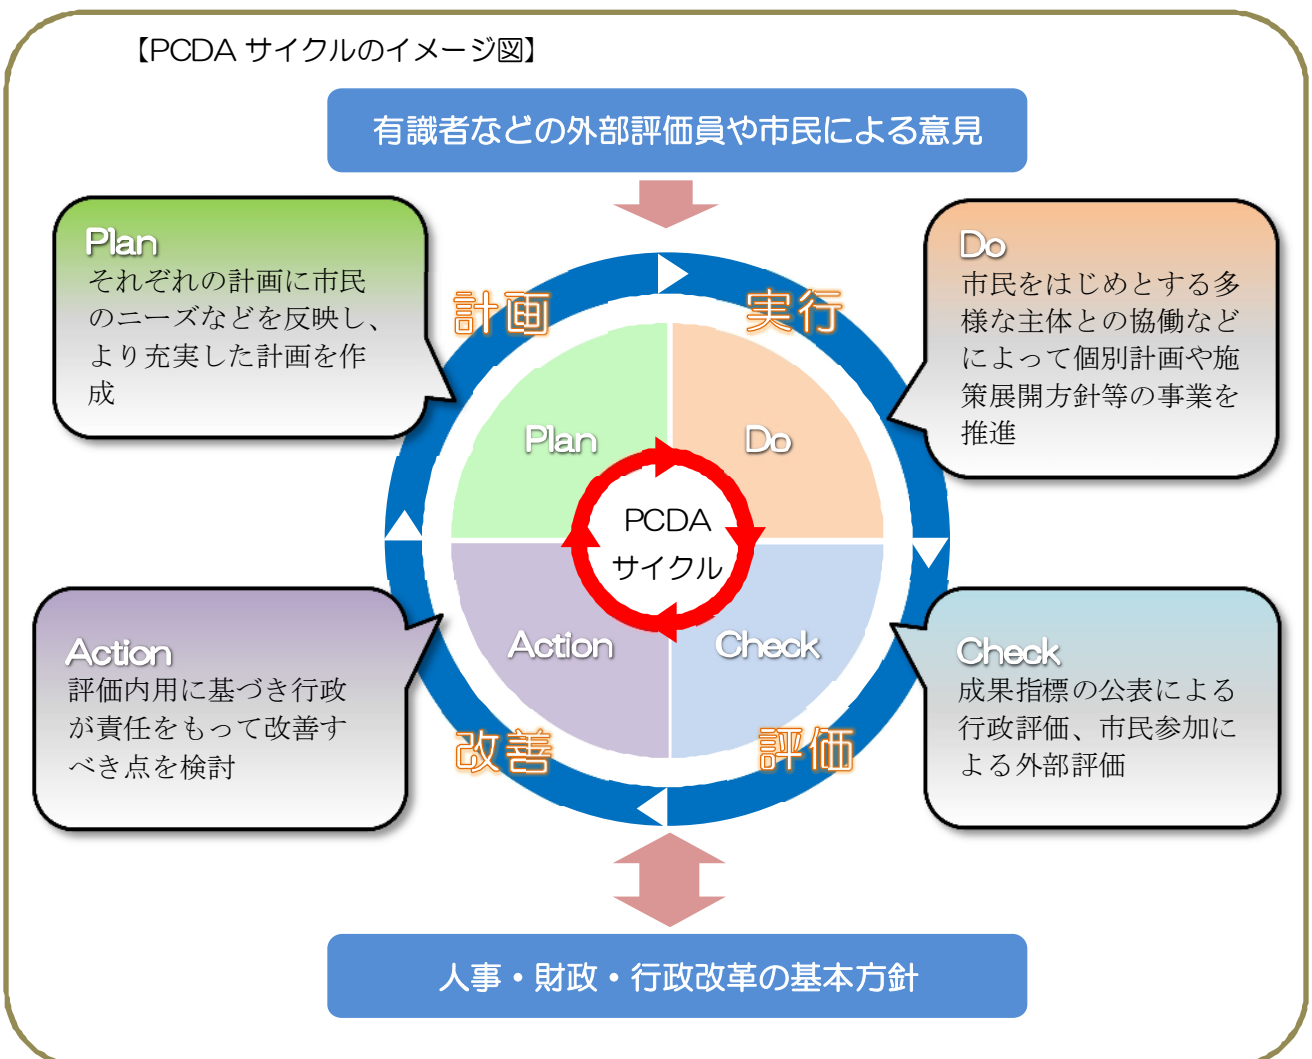 【PCDA サイクルのイメージ図】
有識者などの外部評価員や市民による意見
Plan
それぞれの計画に市民
のニーズなどを反映し、
より充実した計画を作
成
Do
市民をはじめとする多
様な主体との協働など
によって個別計画や施
策展開方針等の事業を
推進
計画
実行
Plan
Do
PCDA
サイクル
Action
Check
改善
評価
Action
評価内用に基づき行政
が責任をもって改善す
べき点を検討
Check
成果指標の公表による
行政評価、市民参加に
よる外部評価
人事・財政・行政改革の基本方針